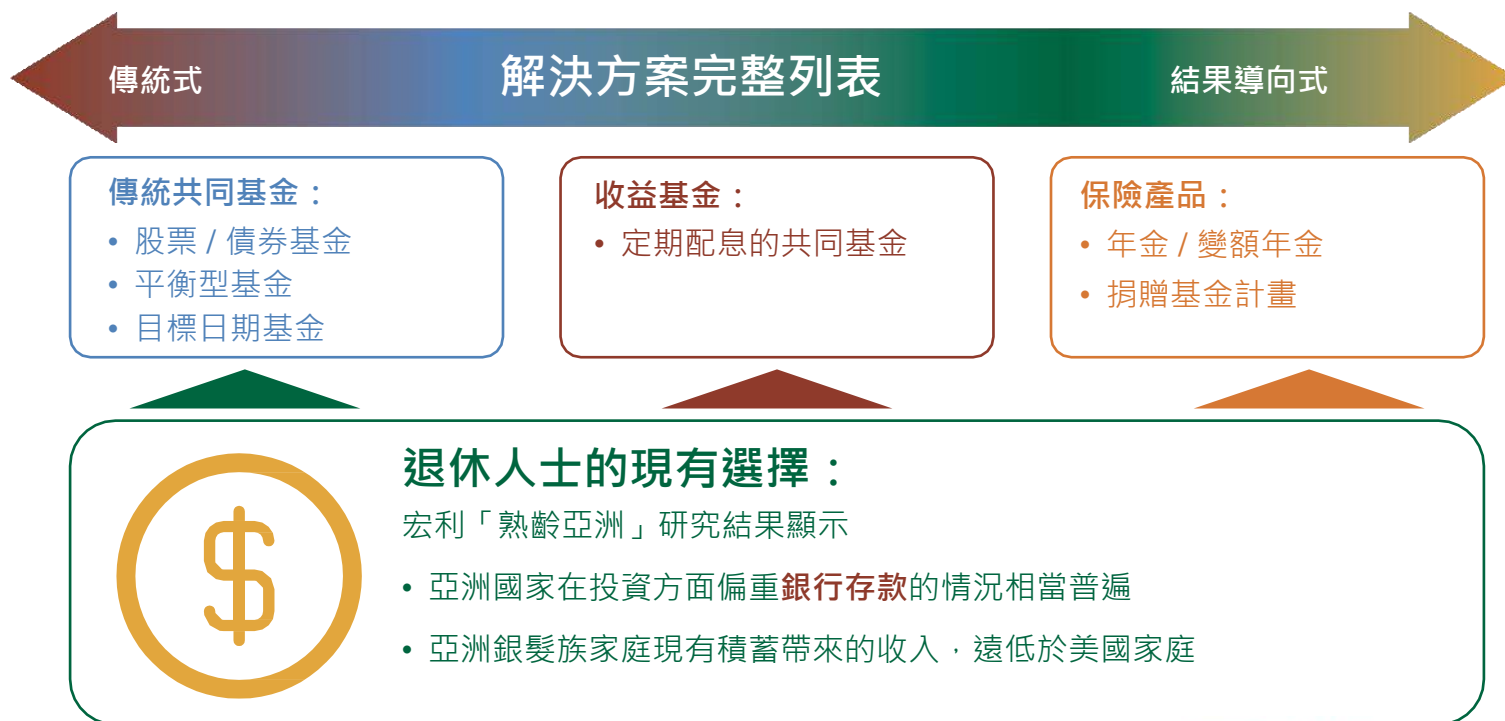 傳統式
解決方案完整列表
結果導向式
傳統共同基金：
• 股票 / 債券基金
• 平衡型基金
• 目標日期基金
收益基金：
• 定期配息的共同基金
保險產品：
• 年金 / 變額年金
• 捐贈基金計畫
$
退休人士的現有選擇：
宏利「熟齡亞洲」研究結果顯示
• 亞洲國家在投資方面偏重銀行存款的情況相當普遍
• 亞洲銀髮族家庭現有積蓄帶來的收入，遠低於美國家庭